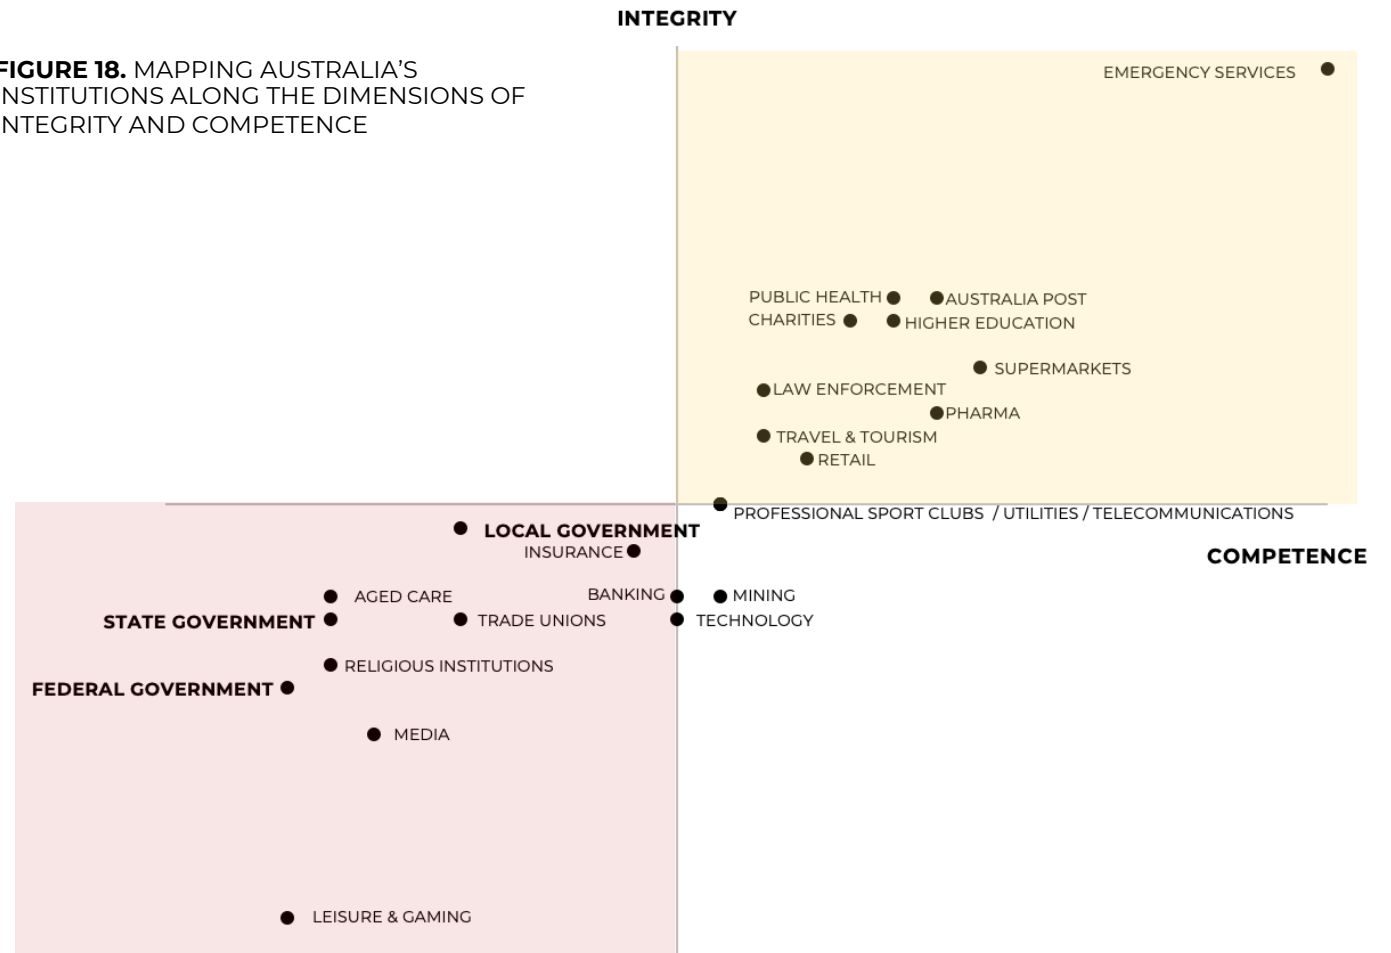 INTEGRITY
FIGURE 18. MAPPING AUSTRALIA'S
NSTITUTIONS ALONG THE DIMENSIONS OF
NTEGRITY AND COMPETENCE
EMERGENCY SERVICES
PUBLIC HEALTH
AUSTRALIA POST
CHARITIES
HIGHER EDUCATION
SUPERMARKETS
LAW ENFORCEMENT
PHARMA
TRAVEL & TOURISM
RETAIL
PROFESSIONAL SPORT CLUBS / UTILITIES / TELECOMMUNICATIONS
LOCAL GOVERNMENT
INSURANCE
COMPETENCE
AGED CARE
BANKING
MINING
STATE GOVERNMENT
TRADE UNIONS
TECHNOLOGY
RELIGIOUS INSTITUTIONS
FEDERAL GOVERNMENT
MEDIA
LEISURE & GAMING